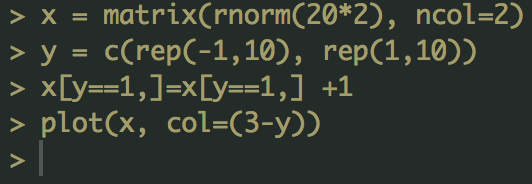 > x = matrix(rnorm(20*2), ncol=2)
> y = c(rep(-1,10), rep(1,10))
> x[y==1,]=x[y==1,] +1
> plot(x, col=(3-y))
>